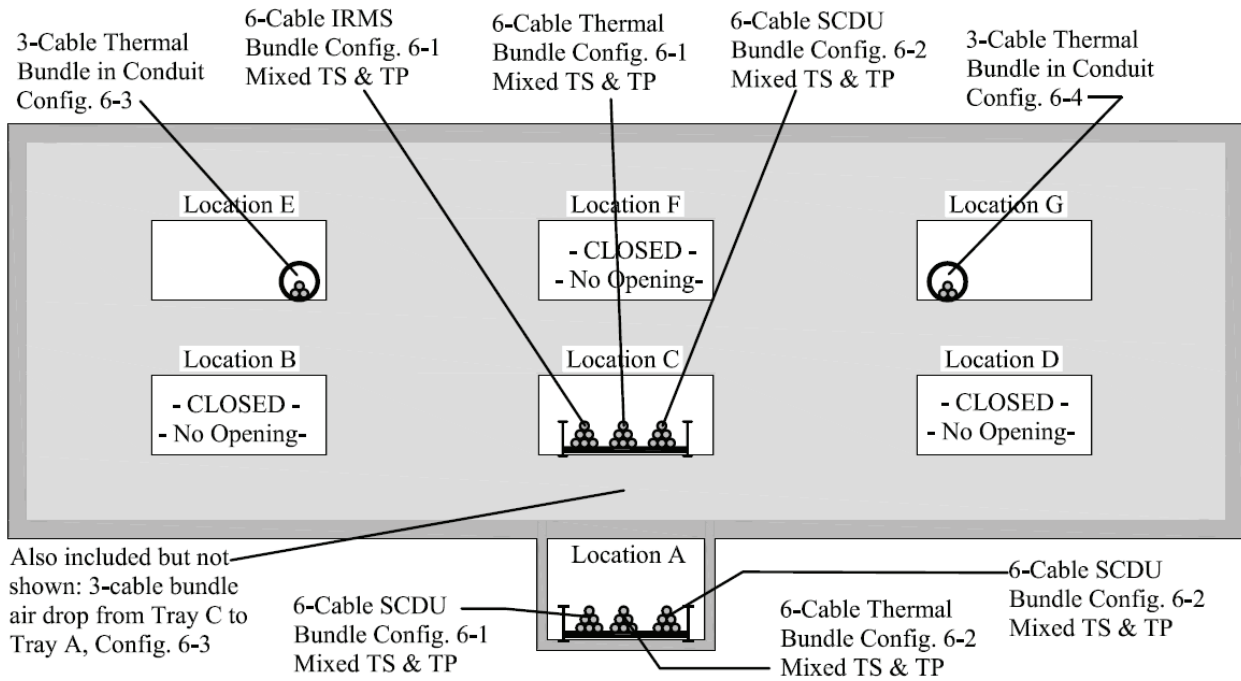 3-Cable Thermal
Bundle in Conduit
Config. 6-3
6-Cable IRMS
Bundle Config. 6-1
Mixed TS & TP
6-Cable Thermal
Bundle Config. 6-1
Mixed TS & TP
6-Cable SCDU
Bundle Config. 6-2
Mixed TS & TP
3-Cable Thermal
Bundle in Conduit
Config. 6-4
Location E
Location F
- CLOSED -
- No Opening-
Location G
Location B
- CLOSED -
- No Opening-
Location C
Location D
- CLOSED -
- No Opening-
Also included but not
shown: 3-cable bundle
air drop from Tray C to
Tray A, Config. 6-3
Location A
6-Cable SCDU
Bundle Config. 6-1
Mixed TS & TP
6-Cable Thermal
Bundle Config. 6-2
Mixed TS & TP
6-Cable SCDU
Bundle Config. 6-2
Mixed TS & TP